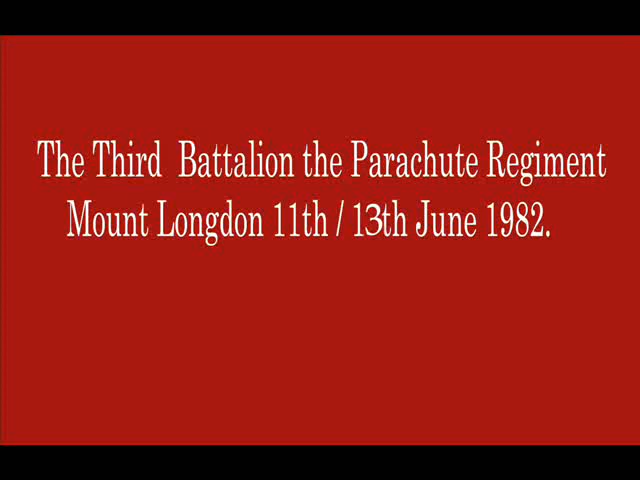 The Third  Battalion the Parachute Regiment
Mount Longdon 11th / 13th June 1982.